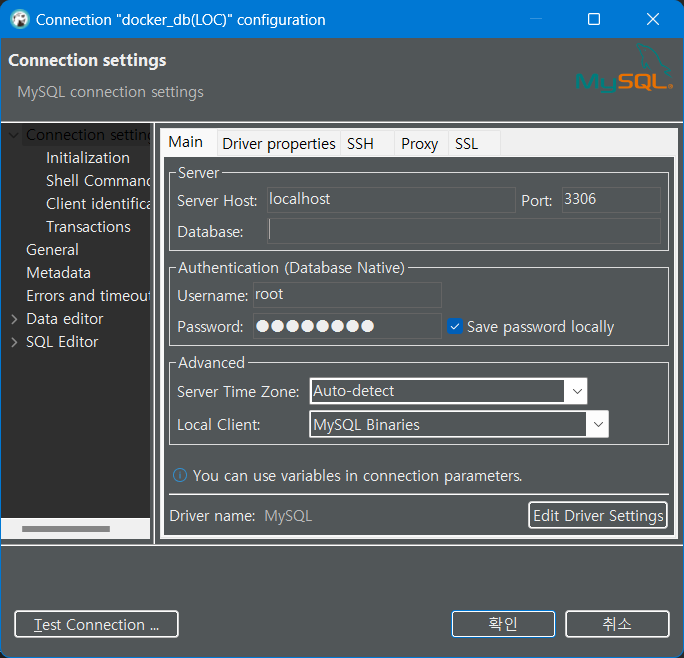 Connection "docker_db(LOC)" configuration
Connection settings
MySQL connection settings
MySQL
Connection setting
Initialization
Shell Command
Client identifica
Transactions
General
Metadata
Errors and timeout
Data editor
SQL Editor
Main Driver properties SSH Proxy SSL
Server
Server Host: localhost Port: 3306
Database:
Authentication (Database Native)
Username: root
Password: ●●●●●●●● Save password locally
Advanced
Server Time Zone: Auto-detect
Local Client: MySQL Binaries
You can use variables in connection parameters.
Driver name: MySQL Edit Driver Settings
Test Connection ... 확인 취소